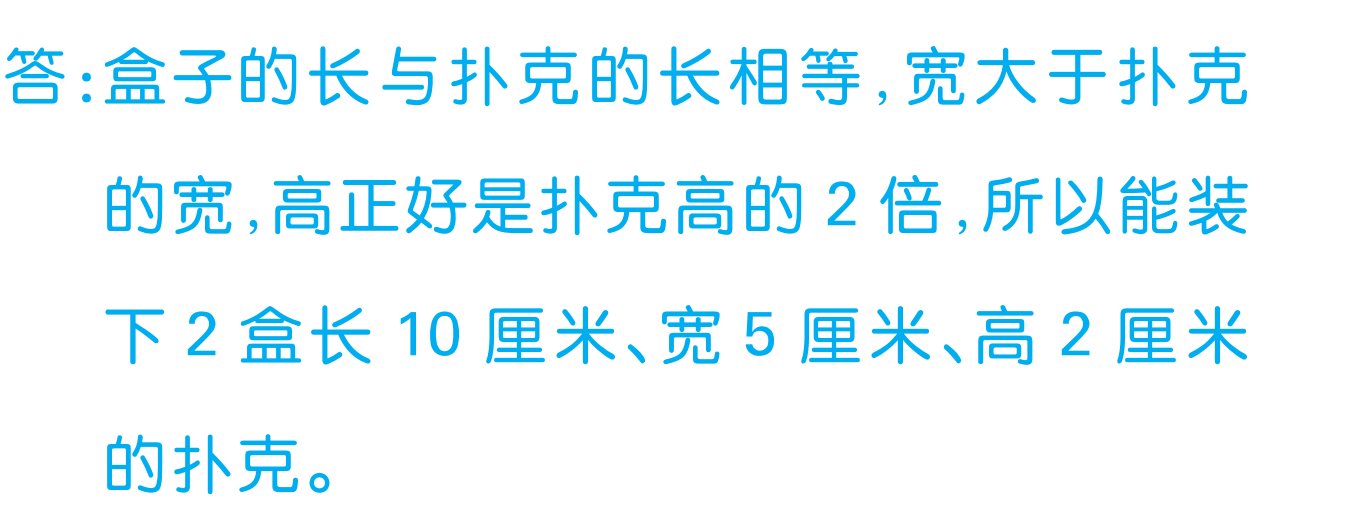 答:盒子的长与扑克的长相等,宽大于扑克
的宽,高正好是扑克高的 2 倍,所以能装
下 2 盒长 10 厘米、宽 5 厘米、高 2 厘米
的扑克。